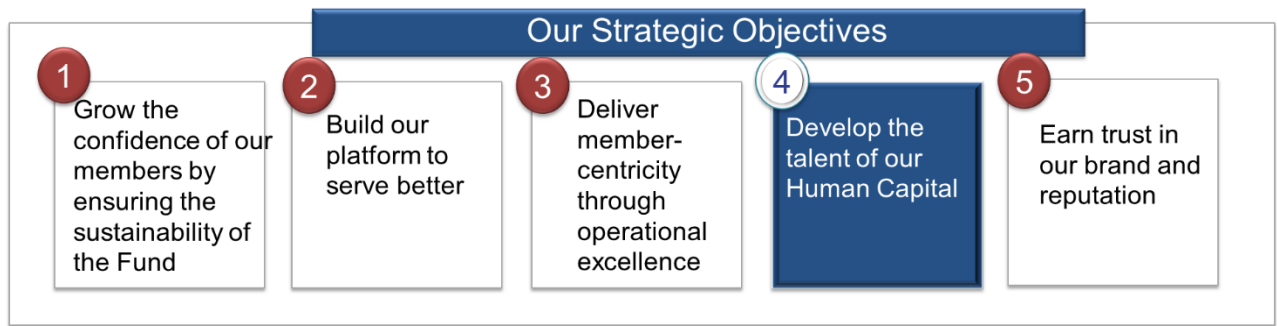 Our Strategic Objectives
1
Grow the
confidence of our
members by
ensuring the
sustainability of
the Fund
2
Build our
platform to
serve better
3
Deliver
member-
centricity
through
operational
excellence
4
Develop the
talent of our
Human Capital
5
Earn trust in
our brand and
reputation